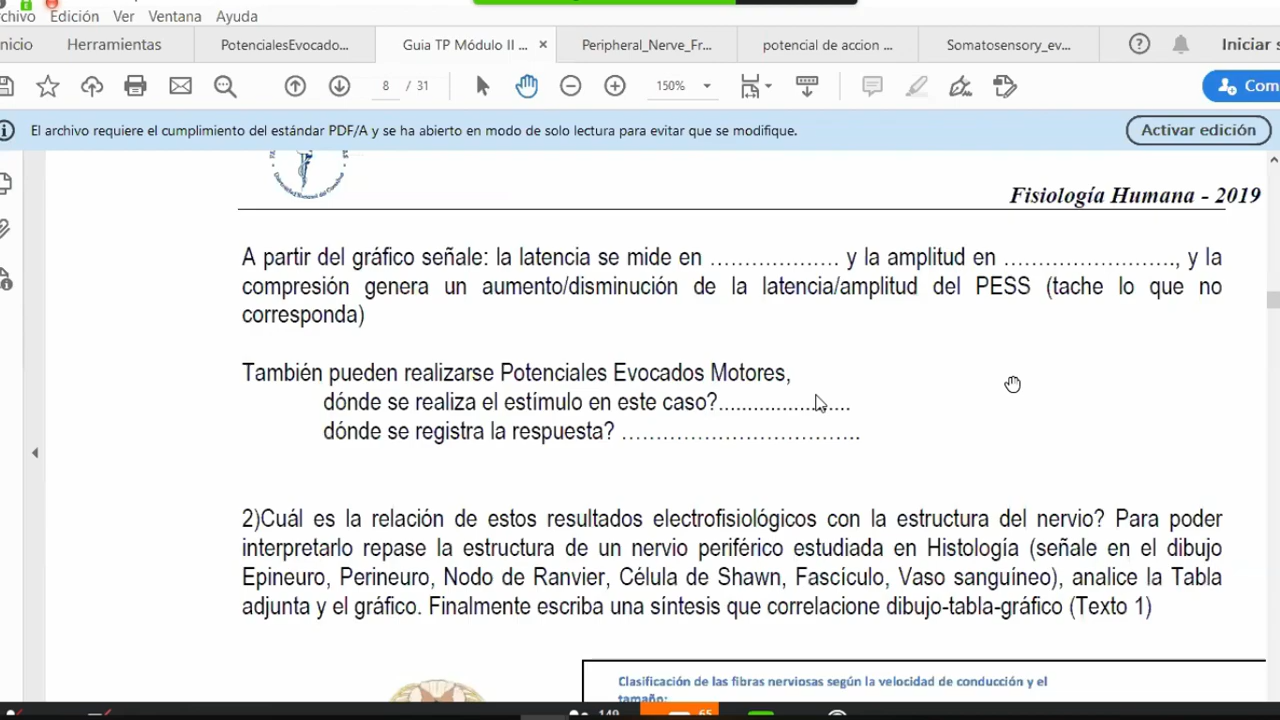 rchivo Edición Ver Ventana Ayuda
nicio Herramientas PotencialesEvocado... Guia TP Módulo II ... × Peripheral_Nerve_Fr... potencial de accion ... Somatosensory_ev... Iniciar s
8 / 31 150% Com
El archivo requiere el cumplimiento del estándar PDF/A y se ha abierto en modo de solo lectura para evitar que se modifique. Activar edición
Fisiología Humana - 2019
A partir del gráfico señale: la latencia se mide en ………………. y la amplitud en ……………………., y la
compresión genera un aumento/disminución de la latencia/amplitud del PESS (tache lo que no
corresponda)
También pueden realizarse Potenciales Evocados Motores,
dónde se realiza el estímulo en este caso?.......................
dónde se registra la respuesta? ……………………………..
2)Cuál es la relación de estos resultados electrofisiológicos con la estructura del nervio? Para poder
interpretarlo repase la estructura de un nervio periférico estudiada en Histología (señale en el dibujo
Epineuro, Perineuro, Nodo de Ranvier, Célula de Shawn, Fascículo, Vaso sanguíneo), analice la Tabla
adjunta y el gráfico. Finalmente escriba una síntesis que correlacione dibujo-tabla-gráfico (Texto 1)
Clasificación de las fibras nerviosas según la velocidad de conducción y el
tamaño:
149 65